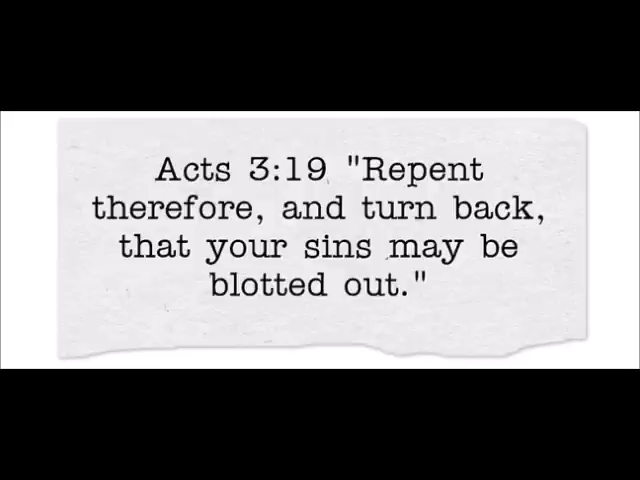 Acts 3:19 "Repent
therefore, and turn back,
that your sins may be
blotted out."